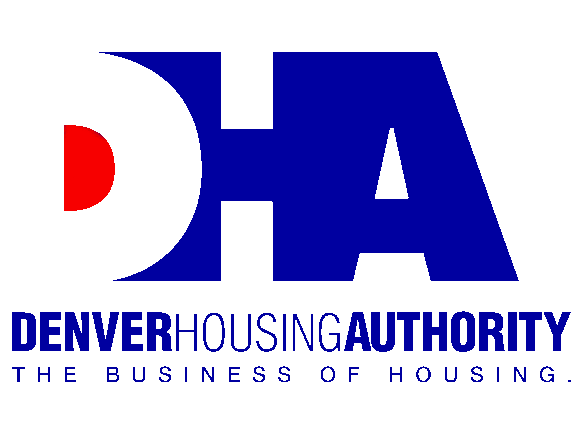 DHA
DENVERHOUSINGAUTHORITY
THE BUSINESS OF HOUSING.